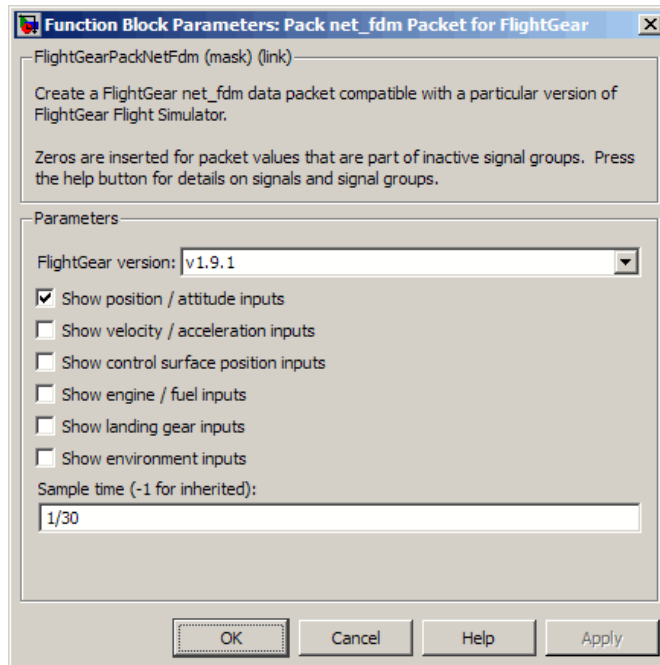 Function Block Parameters: Pack net_fdm Packet for FlightGear
FlightGearPackNetFdm (mask) (link)
Create a FlightGear net_fdm data packet compatible with a particular version of
FlightGear Flight Simulator.
Zeros are inserted for packet values that are part of inactive signal groups. Press
the help button for details on signals and signal groups.
Parameters
FlightGear version: v1.9.1
Show position / attitude inputs
Show velocity / acceleration inputs
Show control surface position inputs
Show engine / fuel inputs
Show landing gear inputs
Show environment inputs
Sample time (-1 for inherited):
1/30
OK Cancel Help Apply